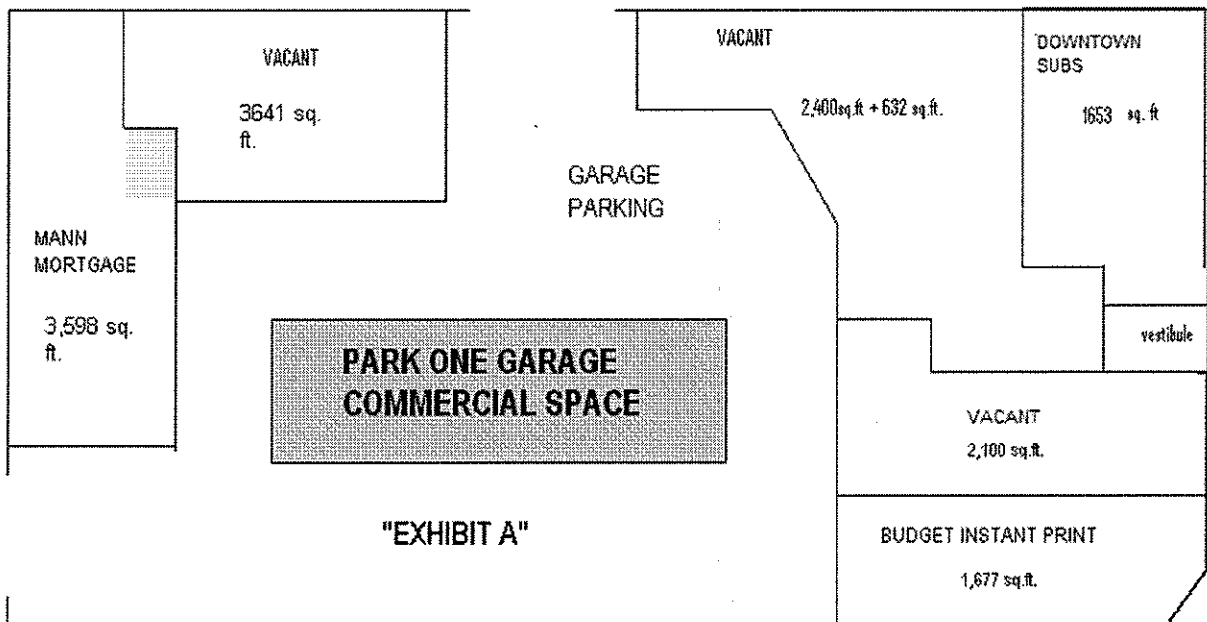 VACANT
3641 sq.
ft.
VACANT
2,400sq.ft + 632 sq.ft.
DOWNTOWN
SUBS
1653 sq. ft
GARAGE
PARKING
MANN
MORTGAGE
3,598 sq.
ft.
vestibule
PARK ONE GARAGE
COMMERCIAL SPACE
VACANT
2,100 sq.ft.
"EXHIBIT A"
BUDGET INSTANT PRINT
1,677 sq.ft.